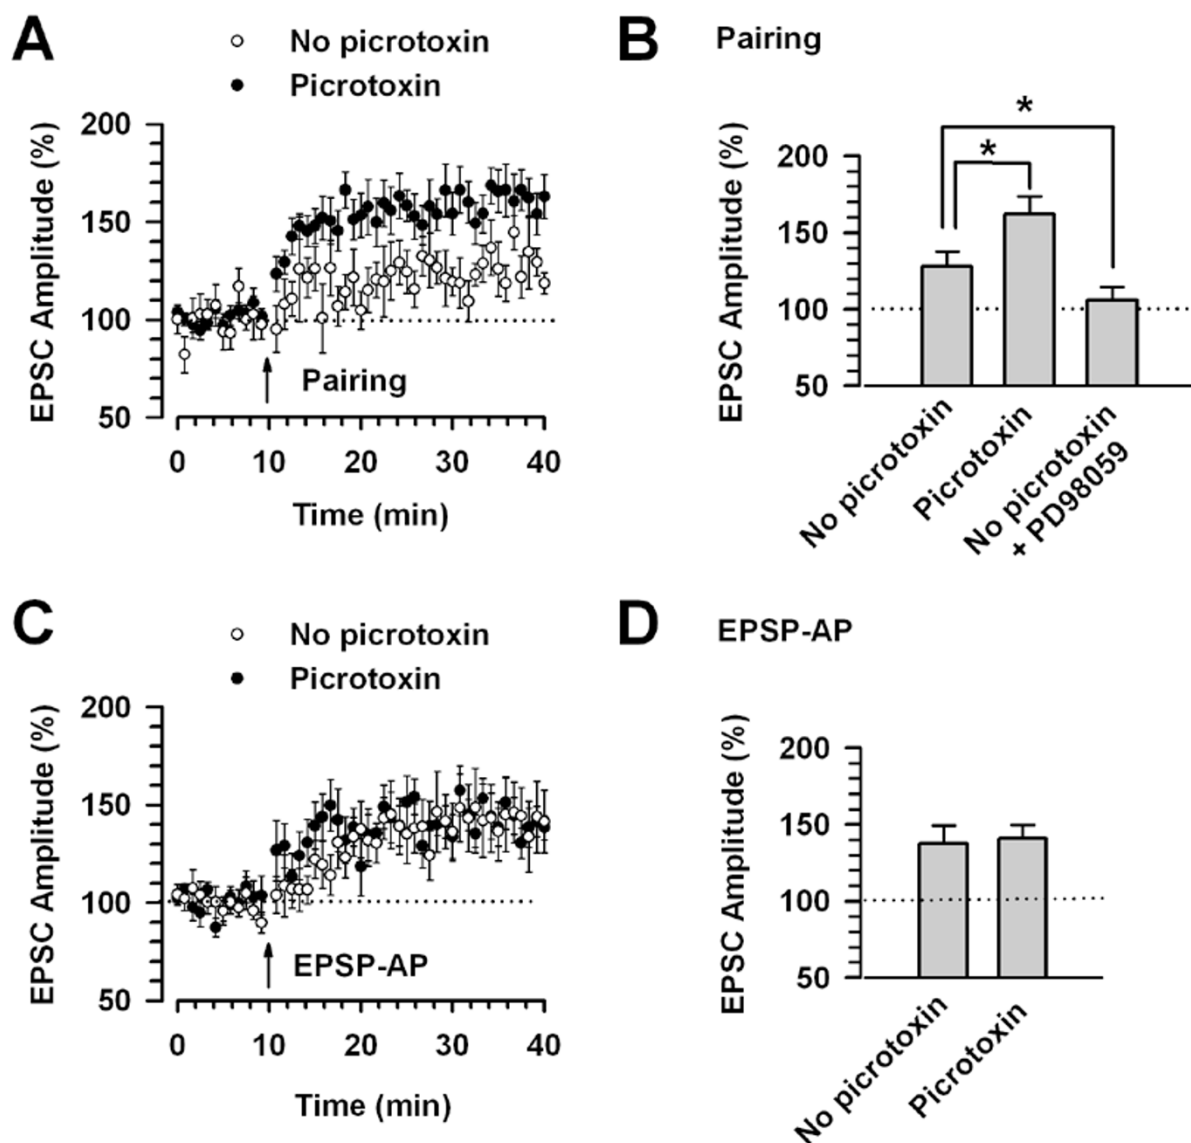 A
No picrotoxin
Picrotoxin
EPSC Amplitude (%)
200
150
100
50
Pairing
0 10 20 30 40
Time (min)
B
Pairing
*
*
EPSC Amplitude (%)
200
150
100
50
No picrotoxin
Picrotoxin
No picrotoxin
+ PD98059
C
No picrotoxin
Picrotoxin
EPSC Amplitude (%)
200
150
100
50
EPSP-AP
0 10 20 30 40
Time (min)
D
EPSP-AP
EPSC Amplitude (%)
200
150
100
50
No picrotoxin
Picrotoxin